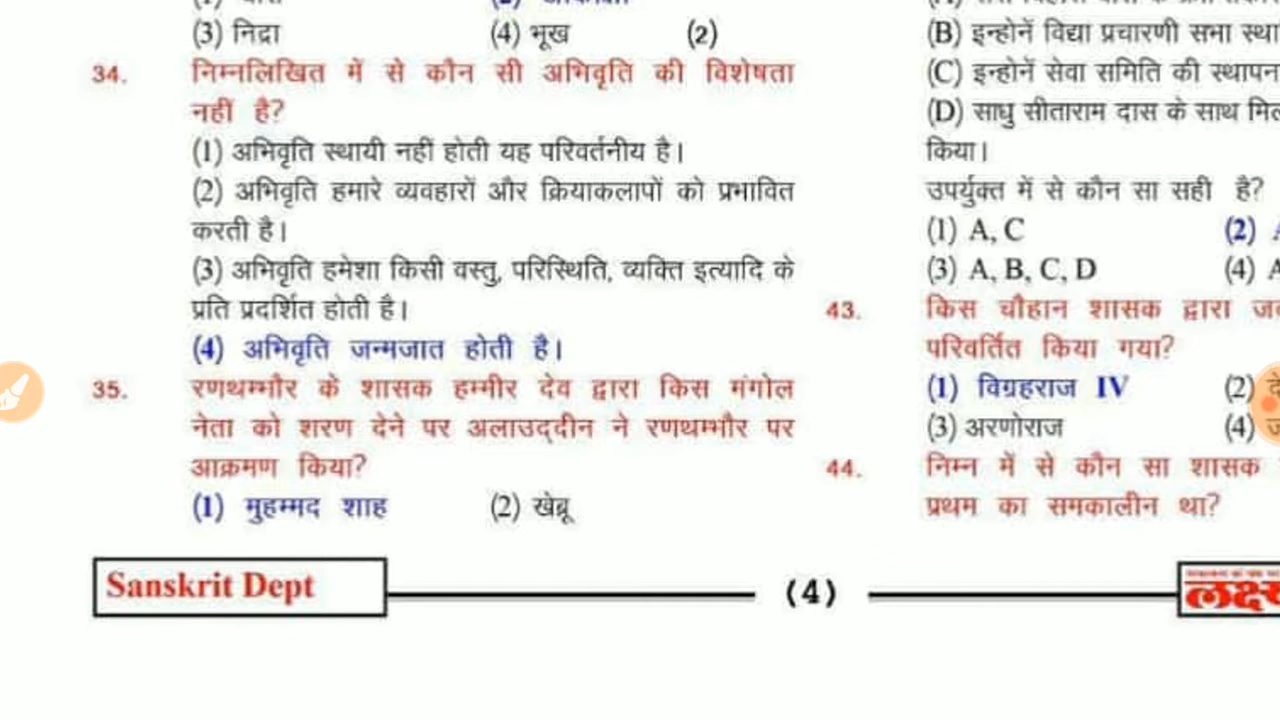 (3) निद्रा
(4) भूख
(2)
34. निम्नलिखित में से कौन सी अभिवृति की विशेषता
नहीं है?
(1) अभिवृति स्थायी नहीं होती यह परिवर्तनीय है।
(2) अभिवृति हमारे व्यवहारों और क्रियाकलापों को प्रभावित
करती है।
(3) अभिवृति हमेशा किसी वस्तु, परिस्थिति, व्यक्ति इत्यादि के
प्रति प्रदर्शित होती है।
(4) अभिवृति जन्मजात होती है।
35. रणथम्भौर के शासक हम्मीर देव द्वारा किस मंगोल
नेता को शरण देने पर अलाउद्दीन ने रणथम्भौर पर
आक्रमण किया?
(1) मुहम्मद शाह
(2) खेब्रू
(B) इन्होनें विद्या प्रचारणी सभा
(C) इन्होनें सेवा समिति की
(D) साधु सीताराम दास के साथ
किया।
उपर्युक्त में से कौन सा सही है?
(1) A, C
(2)
(3) A, B, C, D
(4)
43. किस चौहान शासक द्वारा
परिवर्तित किया गया?
(1) विग्रहराज IV
(2)
(3) अरणोराज
(4)
44. निम्न में से कौन सा शासक
प्रथम का समकालीन था?
Sanskrit Dept
(4)